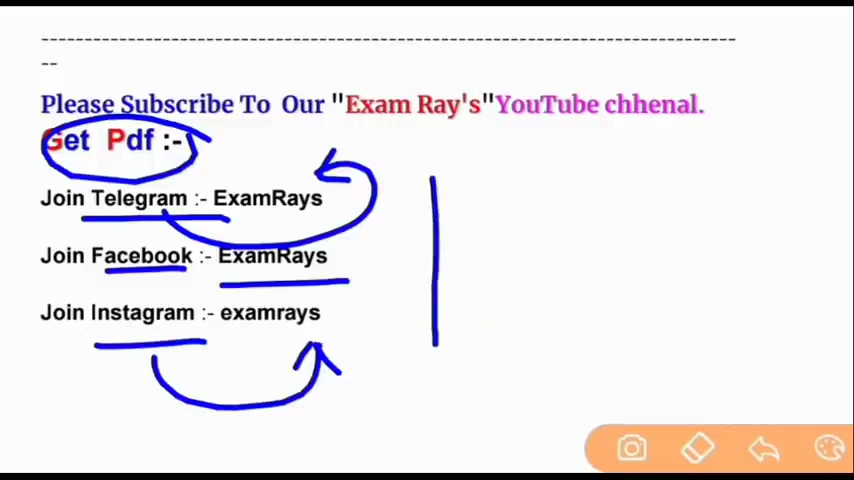 --------------------------------------------------------------------------------
--
Please Subscribe To Our "Exam Ray's"YouTube chhenal.
Get Pdf :-
Join Telegram :- ExamRays
Join Facebook :- ExamRays
Join Instagram :- examrays